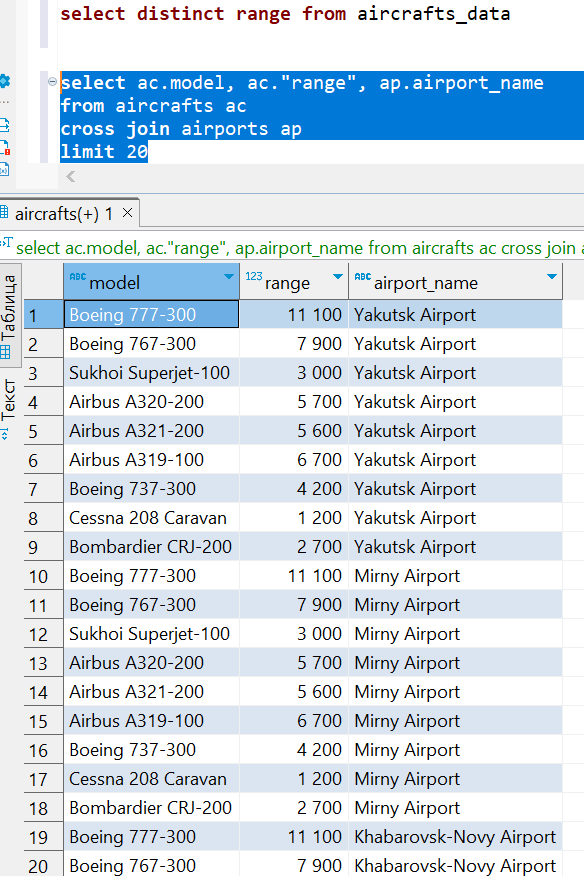 select distinct range from aircrafts_data
select ac.model, ac."range", ap.airport_name
from aircrafts ac
cross join airports ap
limit 20
aircrafts(+) 1
select ac.model, ac."range", ap.airport_name from aircrafts ac cross join
Таблица
Текст
ABC model 123 range ABC airport_name
1 Boeing 777-300 11 100 Yakutsk Airport
2 Boeing 767-300 7 900 Yakutsk Airport
3 Sukhoi Superjet-100 3 000 Yakutsk Airport
4 Airbus A320-200 5 700 Yakutsk Airport
5 Airbus A321-200 5 600 Yakutsk Airport
6 Airbus A319-100 6 700 Yakutsk Airport
7 Boeing 737-300 4 200 Yakutsk Airport
8 Cessna 208 Caravan 1 200 Yakutsk Airport
9 Bombardier CRJ-200 2 700 Yakutsk Airport
10 Boeing 777-300 11 100 Mirny Airport
11 Boeing 767-300 7 900 Mirny Airport
12 Sukhoi Superjet-100 3 000 Mirny Airport
13 Airbus A320-200 5 700 Mirny Airport
14 Airbus A321-200 5 600 Mirny Airport
15 Airbus A319-100 6 700 Mirny Airport
16 Boeing 737-300 4 200 Mirny Airport
17 Cessna 208 Caravan 1 200 Mirny Airport
18 Bombardier CRJ-200 2 700 Mirny Airport
19 Boeing 777-300 11 100 Khabarovsk-Novy Airport
20 Boeing 767-300 7 900 Khabarovsk-Novy Airport